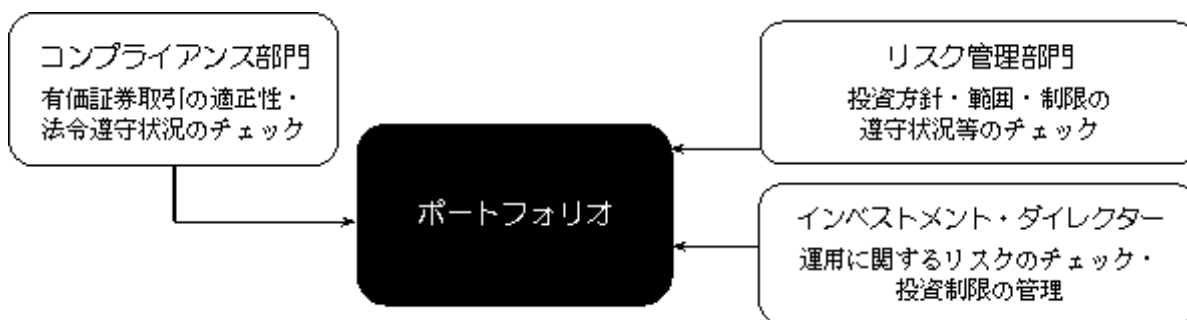 コンプライアンス部門
有価証券取引の適正性・
法令遵守状況のチェック
リスク管理部門
投資方針・範囲・制限の
遵守状況等のチェック
ポートフォリオ
インベストメント・ダイレクター
運用に関するリスクのチェック・
投資制限の管理